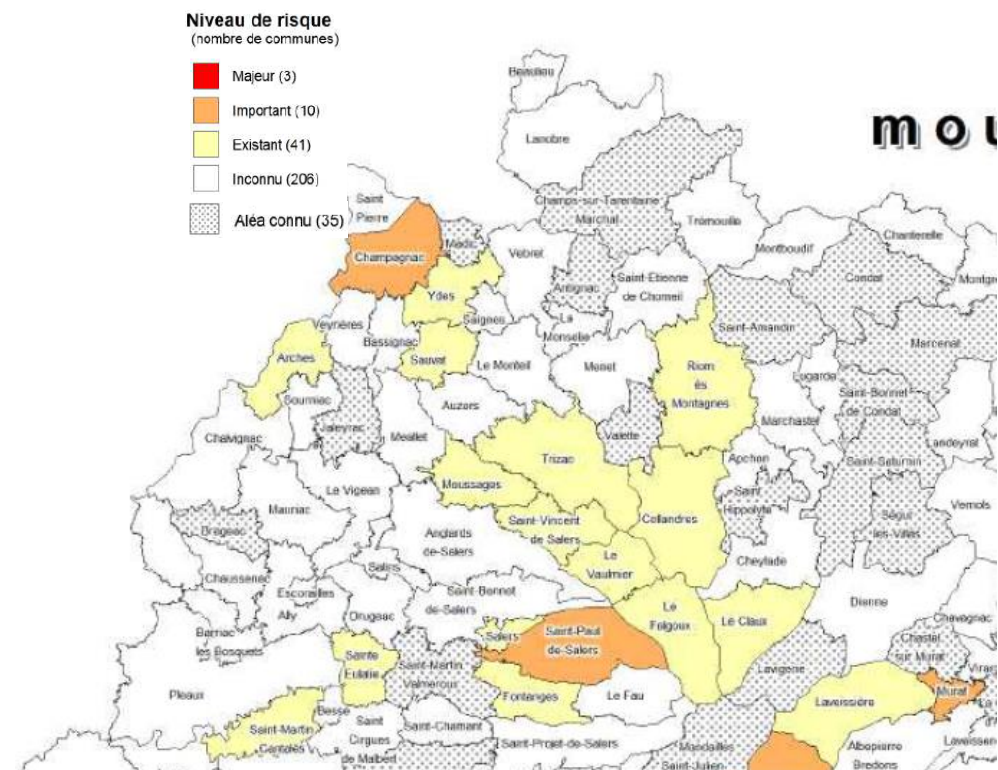 Niveau de risque
(nombre de communes)
Majeur (3)
Important (10)
Existant (41)
Inconnu (206)
Aléa connu (35)
mou
Beaulieu
Lanobre
Saint
Pierre
Champs-sur-Tarentaine
Marchal
Trémouille
Chanterelle
Champagnac
Madic
Vebret
Montboudif
Condat
Montgre
Antignac
Saint-Etienne
de Chomeil
Ydes
Saignes
La
Monselie
Saint-Amandin
Marcenat
Veyrières
Bassignac
Arches
Sauvat
Le Monteil
Menet
Riom
ès
Montagnes
Lugarde
Saint-Bonnet
de Condat
Sourniac
Auzers
Marchastel
Jaleyrac
Méallet
Valette
Chalvignac
Landeyrat
Trizac
Apchon
Saint-Saturnin
Moussages
Le Vigean
Saint
Hippolyte
Mauriac
Saint-Vincent
de Salers
Collandres
Ségur
les-Villas
Vernols
Brageac
Anglards
de-Salers
Le
Vaulmier
Cheylade
Chaussenac
Salins
Escorailles
Ally
Saint-Bonnet
de-Salers
Drugeac
Le
Falgoux
Le Claux
Dienne
Chavagnac
Barriac
les Bosquets
Salers
Saint-Paul
de-Salers
Chastel
sur Murat
Sainte
Eulalie
Saint-Martin
Valmeroux
Lavigerie
Virar
Pleaux
Fontanges
Le Fau
Laveissière
Murat
La
d'
Besse
Saint-Martin
Cantalès
Saint
Cirgues
de Malbert
Saint-Chamant
Saint-Projet-de-Salers
Mandailles
Saint-Julien
Albepierre
Bredons
Laveissen